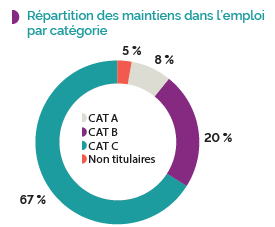 Répartition des maintiens dans l'emploi
par catégorie
5 %
8 %
CAT A
CAT B
CAT C
Non titulaires
20 %
67 %